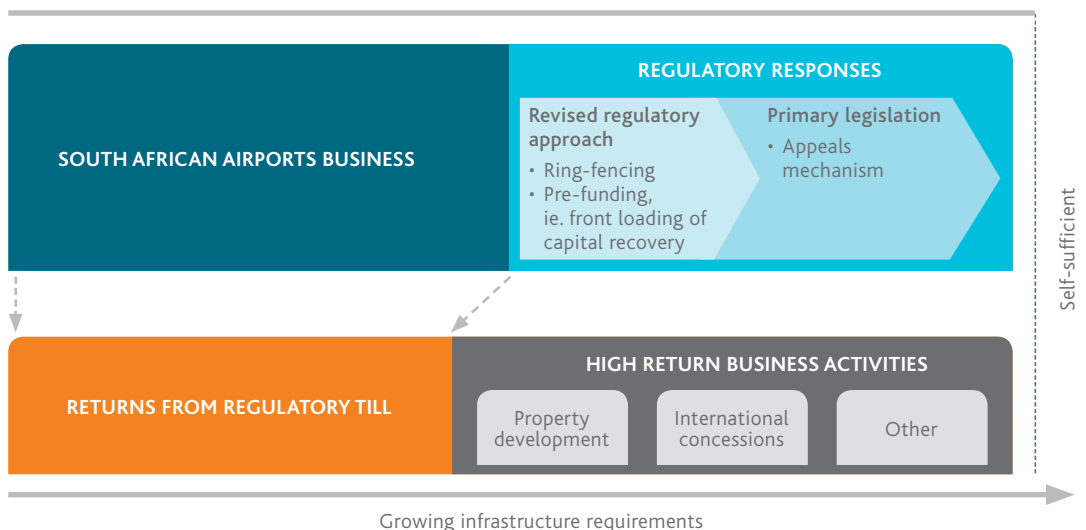 REGULATORY RESPONSES
SOUTH AFRICAN AIRPORTS BUSINESS
Revised regulatory
approach
• Ring-fencing
• Pre-funding,
ie. front loading of
capital recovery
Primary legislation
• Appeals
mechanism
Self-sufficient
RETURNS FROM REGULATORY TILL
HIGH RETURN BUSINESS ACTIVITIES
Property
development
International
concessions
Other
Growing infrastructure requirements